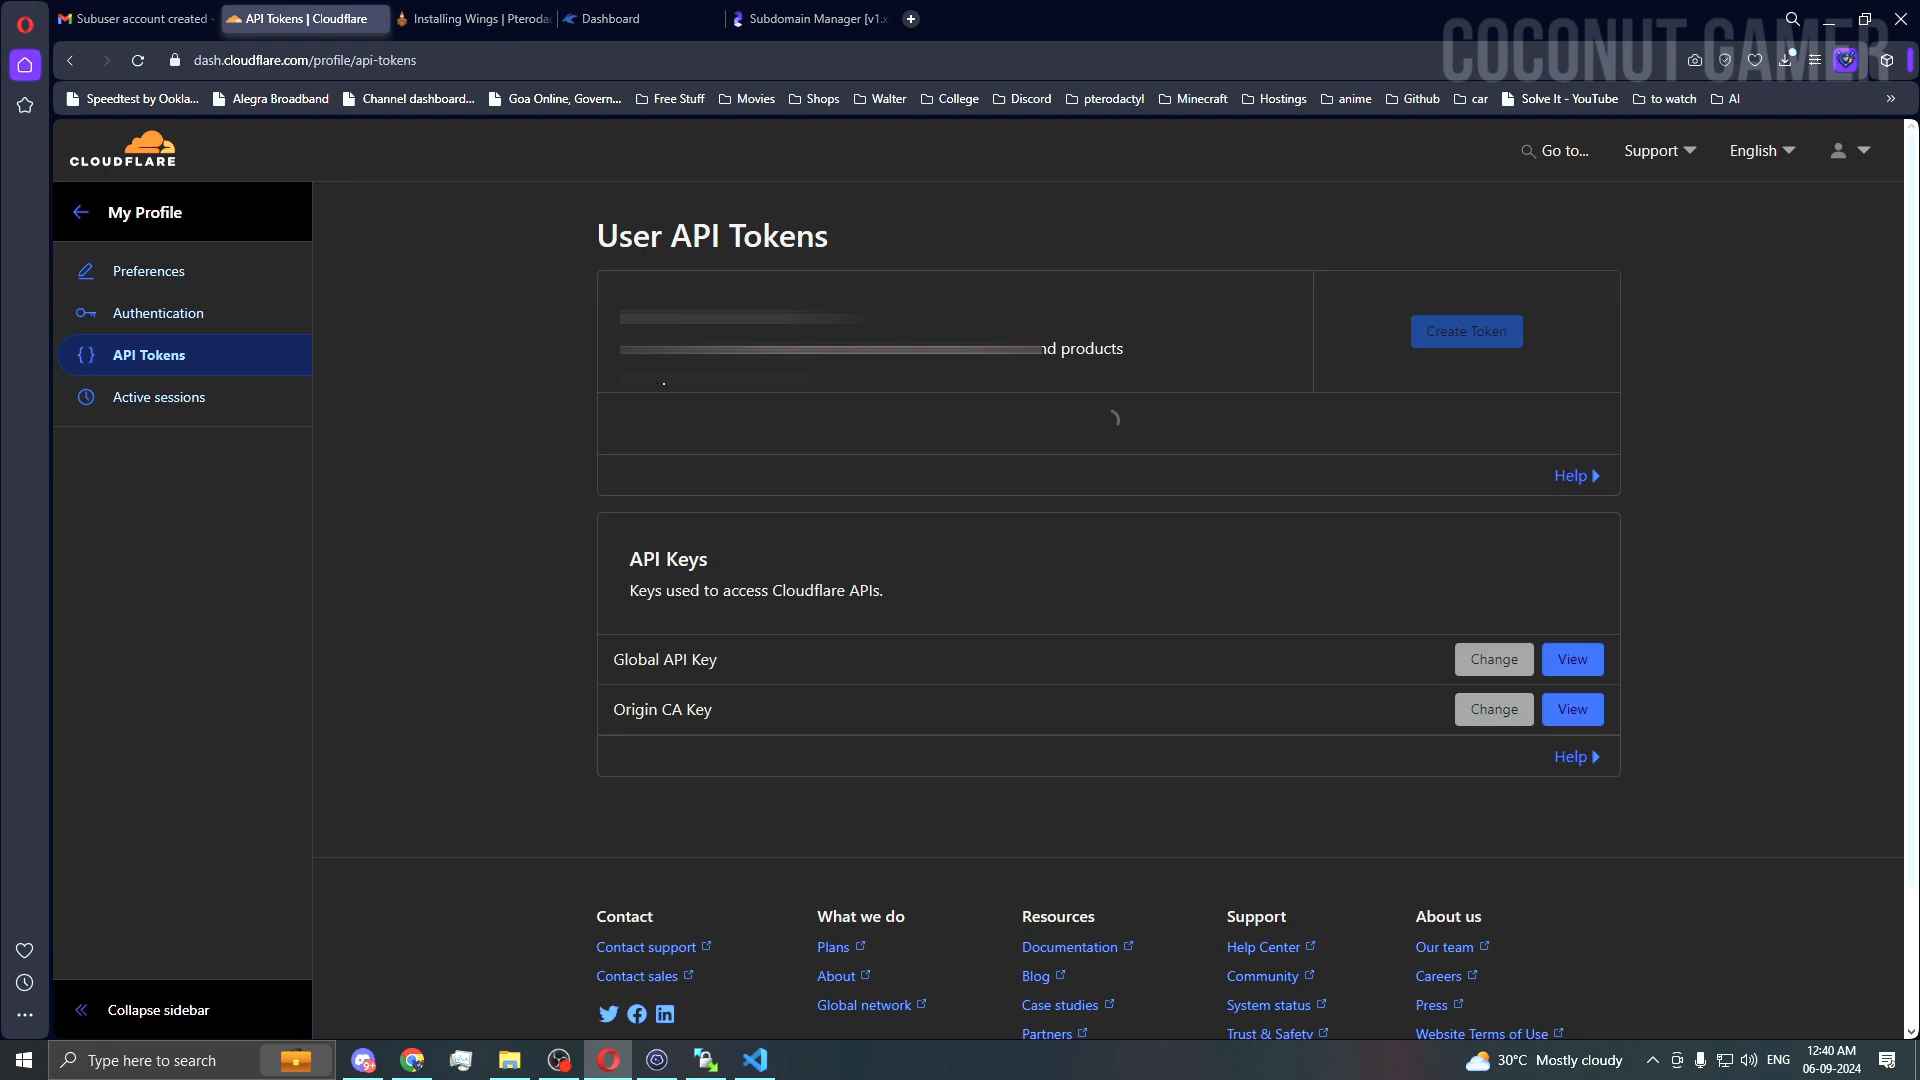 Subuser account created -
API Tokens | Cloudflare
Installing Wings | Pteroda
Dashboard
Subdomain Manager [v1.x
COCONUT GAMER
dash.cloudflare.com/profile/api-tokens
Speedtest by Ookla...
Alegra Broadband
Channel dashboard...
Goa Online, Govern...
Free Stuff
Movies
Shops
Walter
College
Discord
pterodactyl
Minecraft
Hostings
anime
Github
car
Solve It - YouTube
to watch
AI
»
CLOUDFLARE
Go to...
Support
English
My Profile
Preferences
Authentication
API Tokens
Active sessions
User API Tokens
nd products
Create Token
Help
API Keys
Keys used to access Cloudflare APIs.
Global API Key
Change
View
Origin CA Key
Change
View
Help
Contact
What we do
Resources
Support
About us
Contact support
Plans
Documentation
Help Center
Our team
Contact sales
About
Blog
Community
Careers
Global network
Case studies
System status
Press
Partners
Trust & Safety
Website Terms of Use
Collapse sidebar
Type here to search
9+
30°C Mostly cloudy
ENG
12:40 AM
06-09-2024